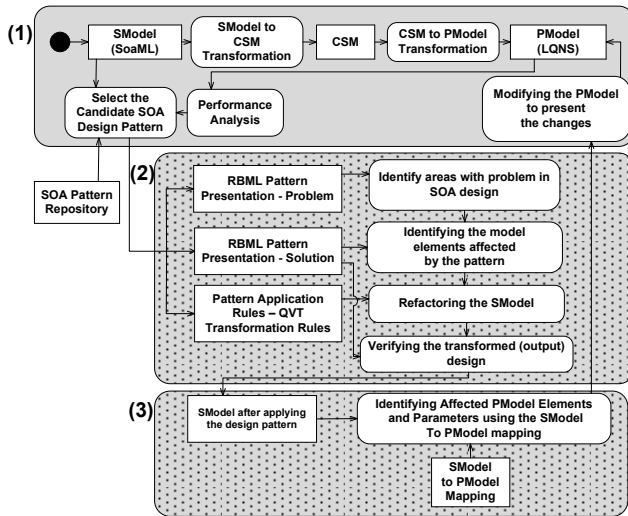 (1)
SModel
(SoaML)
SModel to
CSM
Transformation
CSM
CSM to PModel
Transformation
PModel
(LQNS)
Select the
Candidate SOA
Design Pattern
Performance
Analysis
Modifying the PModel
to present
the changes
SOA Pattern
Repository
(2)
RBML Pattern
Presentation - Problem
Identify areas with problem in
SOA design
RBML Pattern
Presentation - Solution
Identifying the model
elements affected
by the pattern
Pattern Application
Rules – QVT
Transformation Rules
Refactoring the SModel
Verifying the transformed (output)
design
(3)
SModel after applying
the design pattern
Identifying Affected PModel Elements
and Parameters using the SModel
To PModel mapping
SModel
to PModel
Mapping